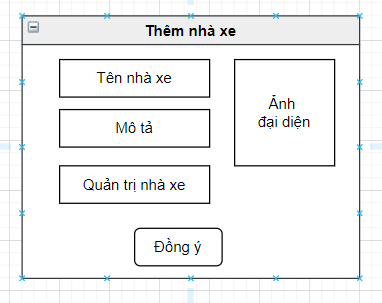 Thêm nhà xe
Tên nhà xe
Mô tả
Quản trị nhà xe
Ảnh
đại diện
Đồng ý